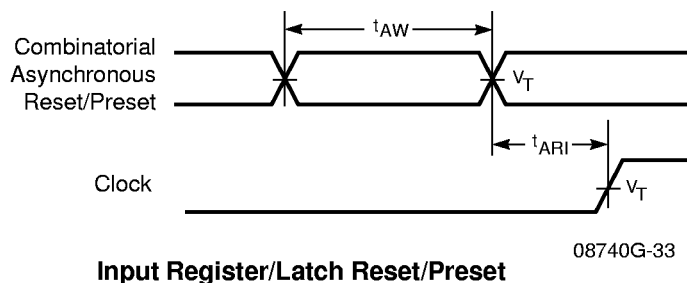 tAW
Combinatorial
Asynchronous
Reset/Preset
VT
tARI
Clock
VT
08740G-33
Input Register/Latch Reset/Preset